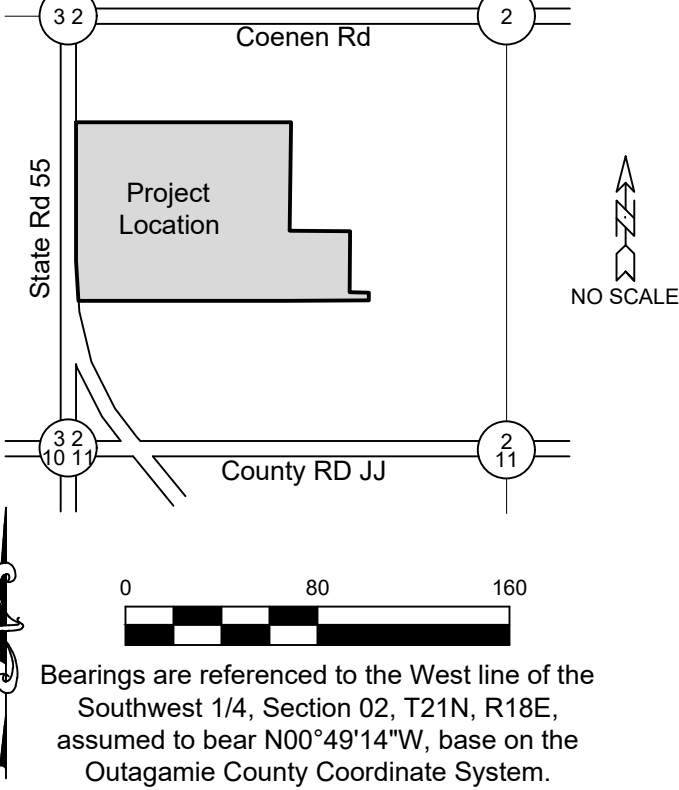 3 2
2
Coenen Rd
State Rd 55
Project
Location
N
NO SCALE
3 2
10 11
2
11
County RD JJ
0 80 160
Bearings are referenced to the West line of the
Southwest 1/4, Section 02, T21N, R18E,
assumed to bear N00°49'14"W, base on the
Outagamie County Coordinate System.